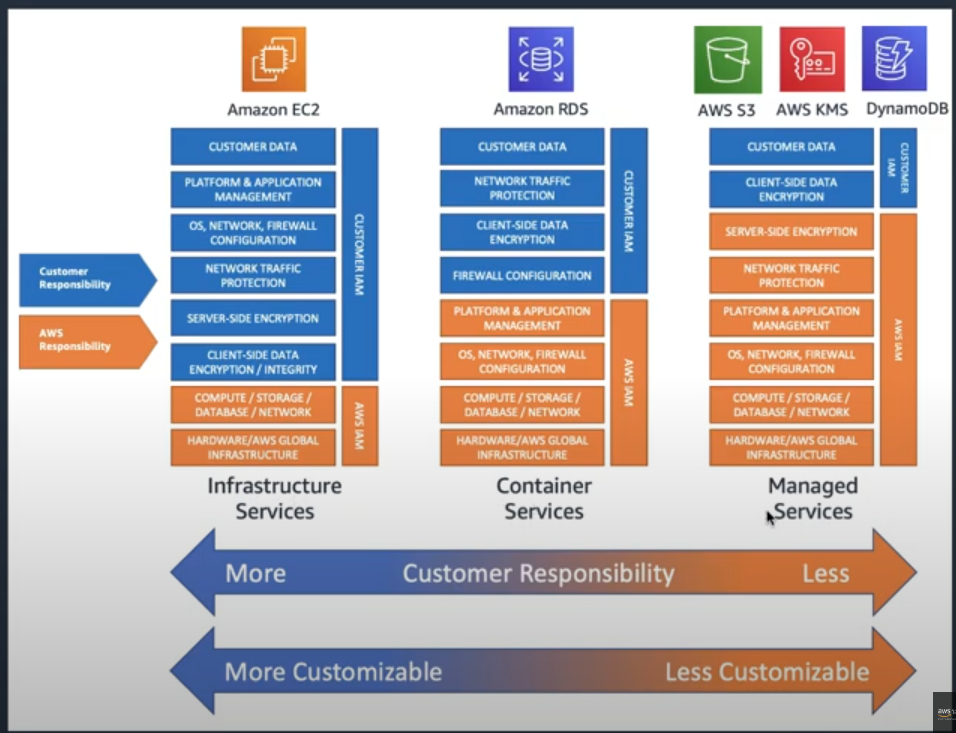 Amazon EC2
Amazon RDS
AWS S3
AWS KMS
DynamoDB
CUSTOMER DATA
PLATFORM & APPLICATION
MANAGEMENT
OS, NETWORK, FIREWALL
CONFIGURATION
NETWORK TRAFFIC
PROTECTION
SERVER-SIDE ENCRYPTION
CLIENT-SIDE DATA
ENCRYPTION / INTEGRITY
COMPUTE / STORAGE /
DATABASE / NETWORK
HARDWARE/AWS GLOBAL
INFRASTRUCTURE
CUSTOMER IAM
AWS IAM
CUSTOMER DATA
NETWORK TRAFFIC
PROTECTION
CLIENT-SIDE DATA
ENCRYPTION
FIREWALL CONFIGURATION
PLATFORM & APPLICATION
MANAGEMENT
OS, NETWORK, FIREWALL
CONFIGURATION
COMPUTE / STORAGE /
DATABASE / NETWORK
HARDWARE/AWS GLOBAL
INFRASTRUCTURE
CUSTOMER IAM
AWS IAM
CUSTOMER DATA
CLIENT-SIDE DATA
ENCRYPTION
SERVER-SIDE ENCRYPTION
NETWORK TRAFFIC
PROTECTION
PLATFORM & APPLICATION
MANAGEMENT
OS, NETWORK, FIREWALL
CONFIGURATION
COMPUTE / STORAGE /
DATABASE / NETWORK
HARDWARE/AWS GLOBAL
INFRASTRUCTURE
CUSTOMER
IAM
AWS IAM
Customer
Responsibility
AWS
Responsibility
Infrastructure
Services
Container
Services
Managed
Services
More Customer Responsibility Less
More Customizable Less Customizable
aws